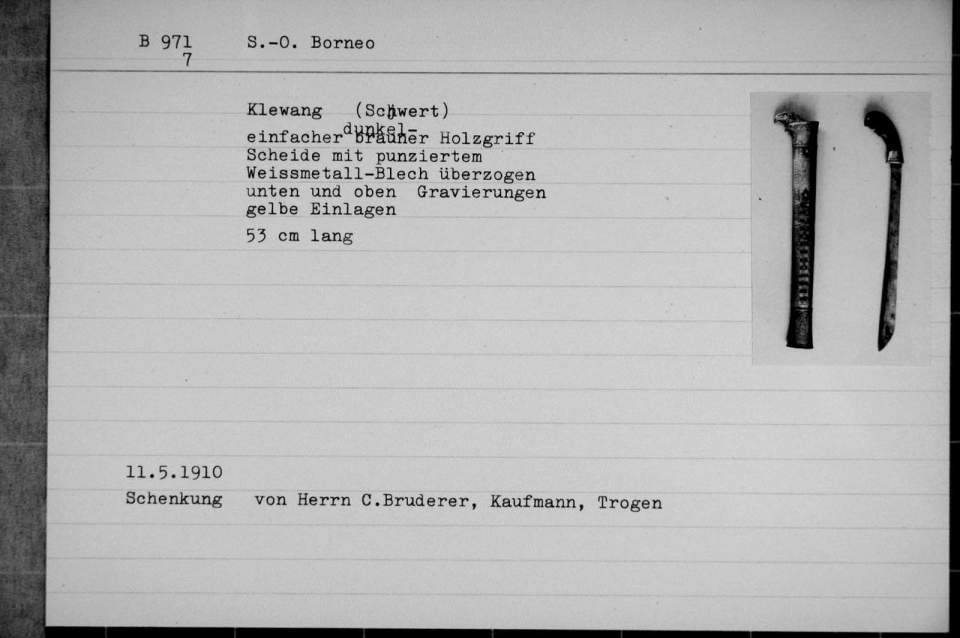 B 971 S.-O. Borneo
7
Klewang (Schwert)
dunkel-
einfacher brauner Holzgriff
Scheide mit punziertem
Weissmetall-Blech überzogen
unten und oben Gravierungen
gelbe Einlagen
53 cm lang
11.5.1910
Schenkung von Herrn C.Bruderer, Kaufmann, Trogen